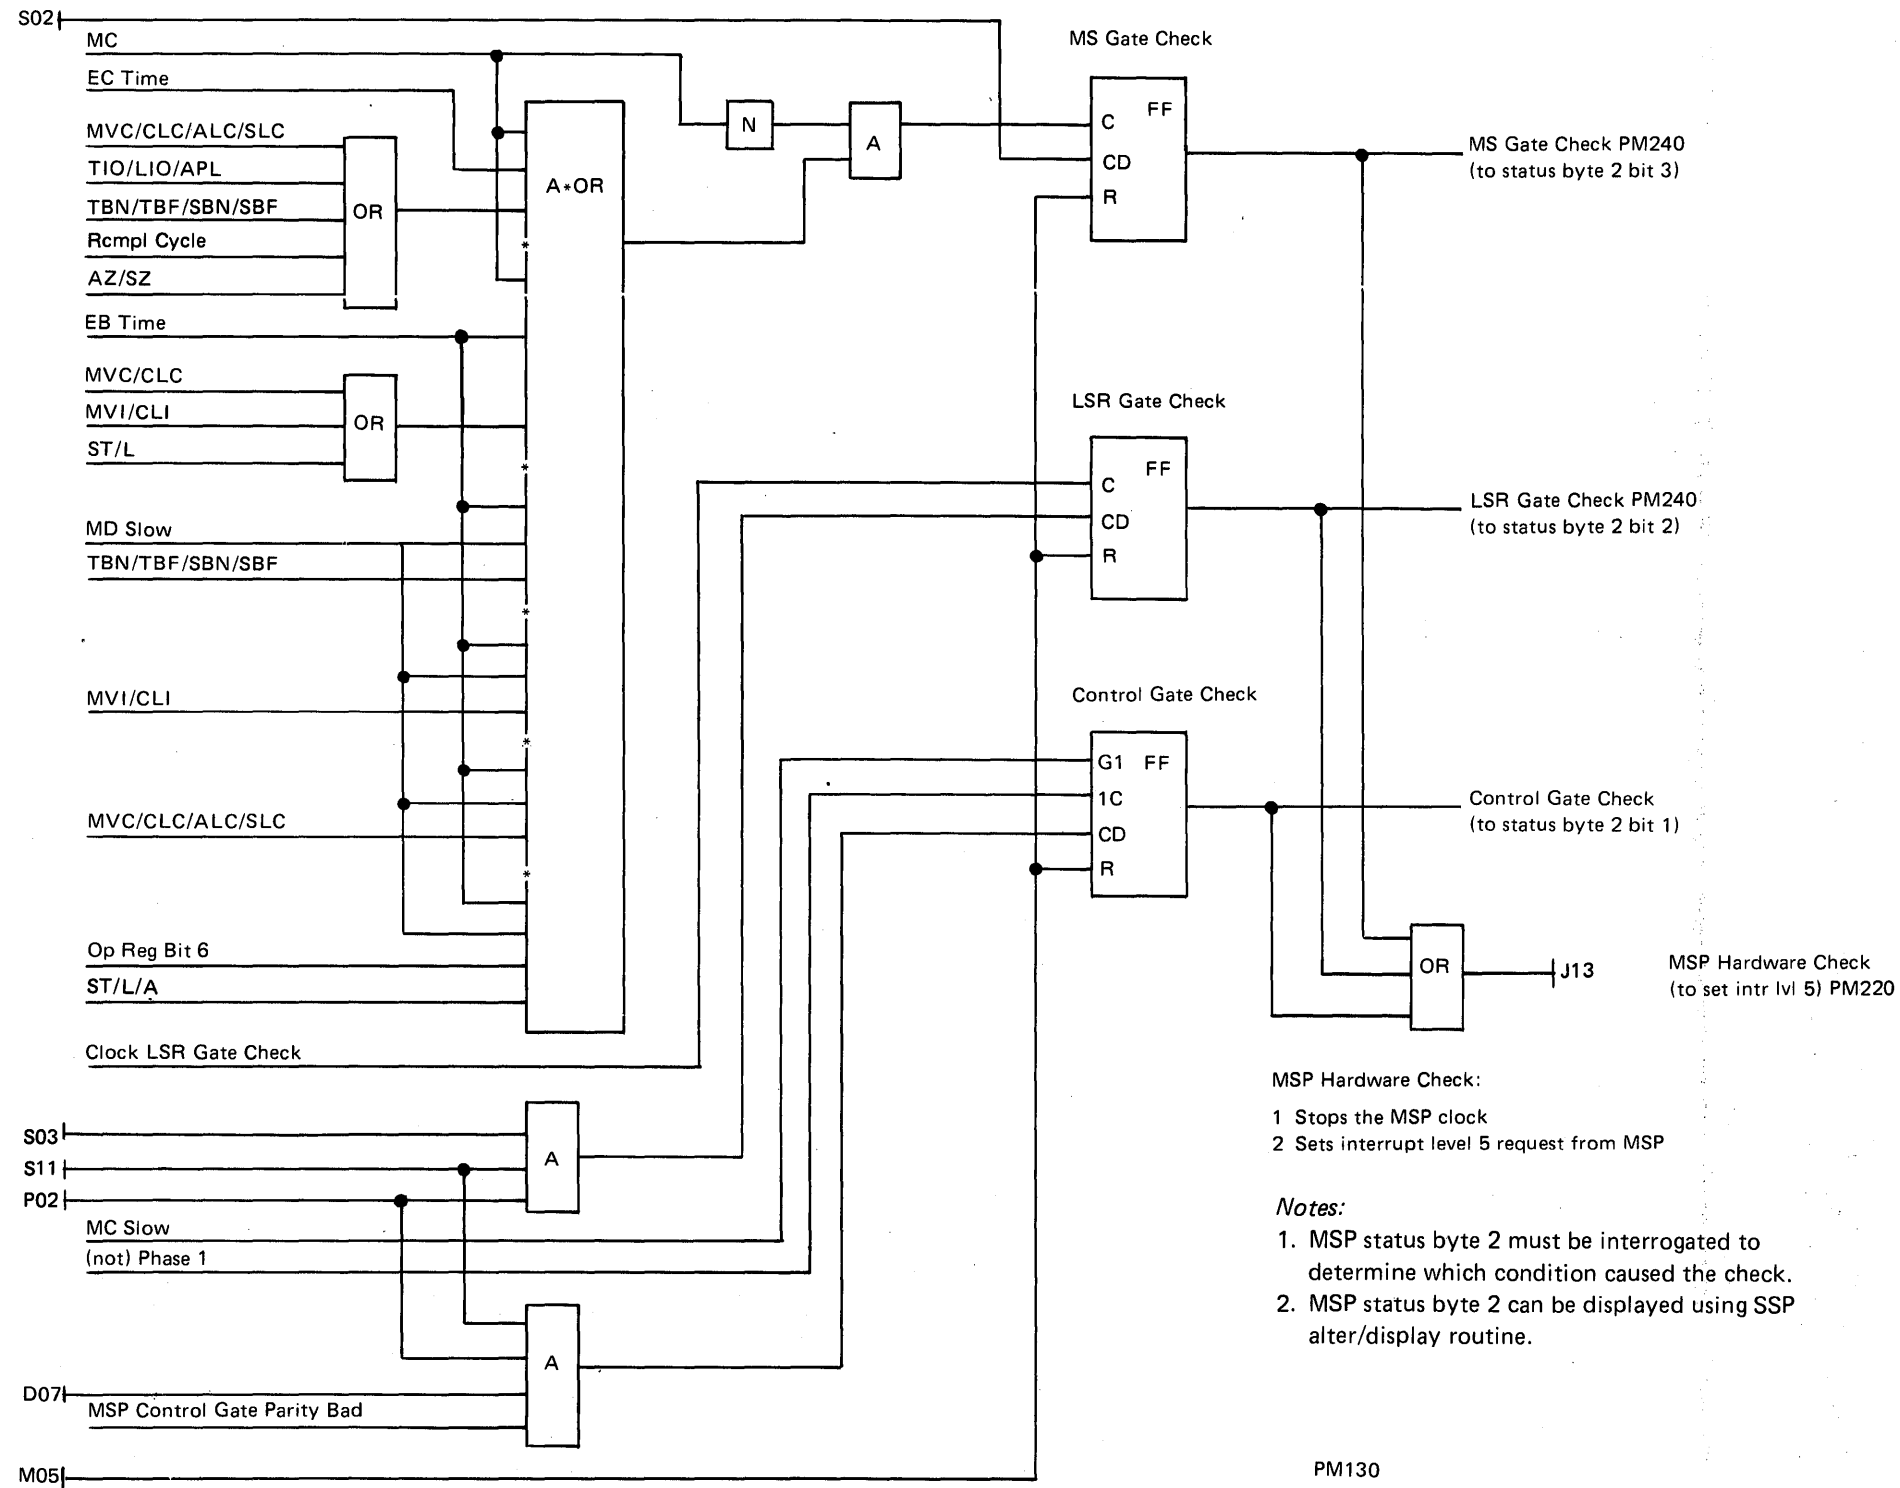 S02
MC
EC Time
MVC/CLC/ALC/SLC
TIO/LIO/APL
TBN/TBF/SBN/SBF
Rcmpl Cycle
AZ/SZ
OR
EB Time
MVC/CLC
MVI/CLI
ST/L
OR
MD Slow
TBN/TBF/SBN/SBF
MVI/CLI
MVC/CLC/ALC/SLC
Op Reg Bit 6
ST/L/A
A*OR
*
*
*
*
*
N
A
Clock LSR Gate Check
S03
S11
P02
A
MC Slow
(not) Phase 1
A
D07
MSP Control Gate Parity Bad
M05
MS Gate Check
C FF
CD
R
MS Gate Check PM240
(to status byte 2 bit 3)
LSR Gate Check
C FF
CD
R
LSR Gate Check PM240
(to status byte 2 bit 2)
Control Gate Check
G1 FF
1C
CD
R
Control Gate Check
(to status byte 2 bit 1)
OR
J13
MSP Hardware Check
(to set intr lvl 5) PM220
MSP Hardware Check:
1 Stops the MSP clock
2 Sets interrupt level 5 request from MSP
Notes:
1. MSP status byte 2 must be interrogated to
determine which condition caused the check.
2. MSP status byte 2 can be displayed using SSP
alter/display routine.
PM130